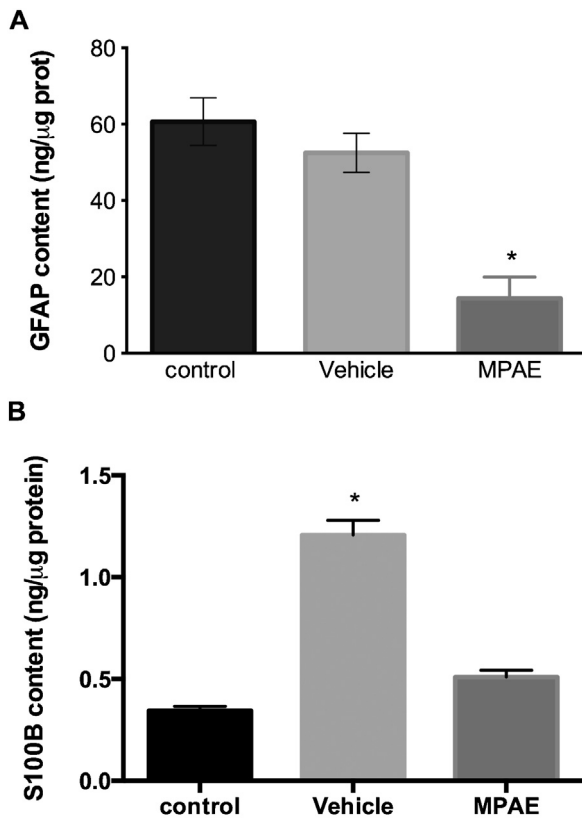 A
GFAP content (ng/µg prot)
80
60
40
20
0
*
control Vehicle MPAE
B
S100B content (ng/µg protein)
1.5
1.0
0.5
0.0
*
control Vehicle MPAE